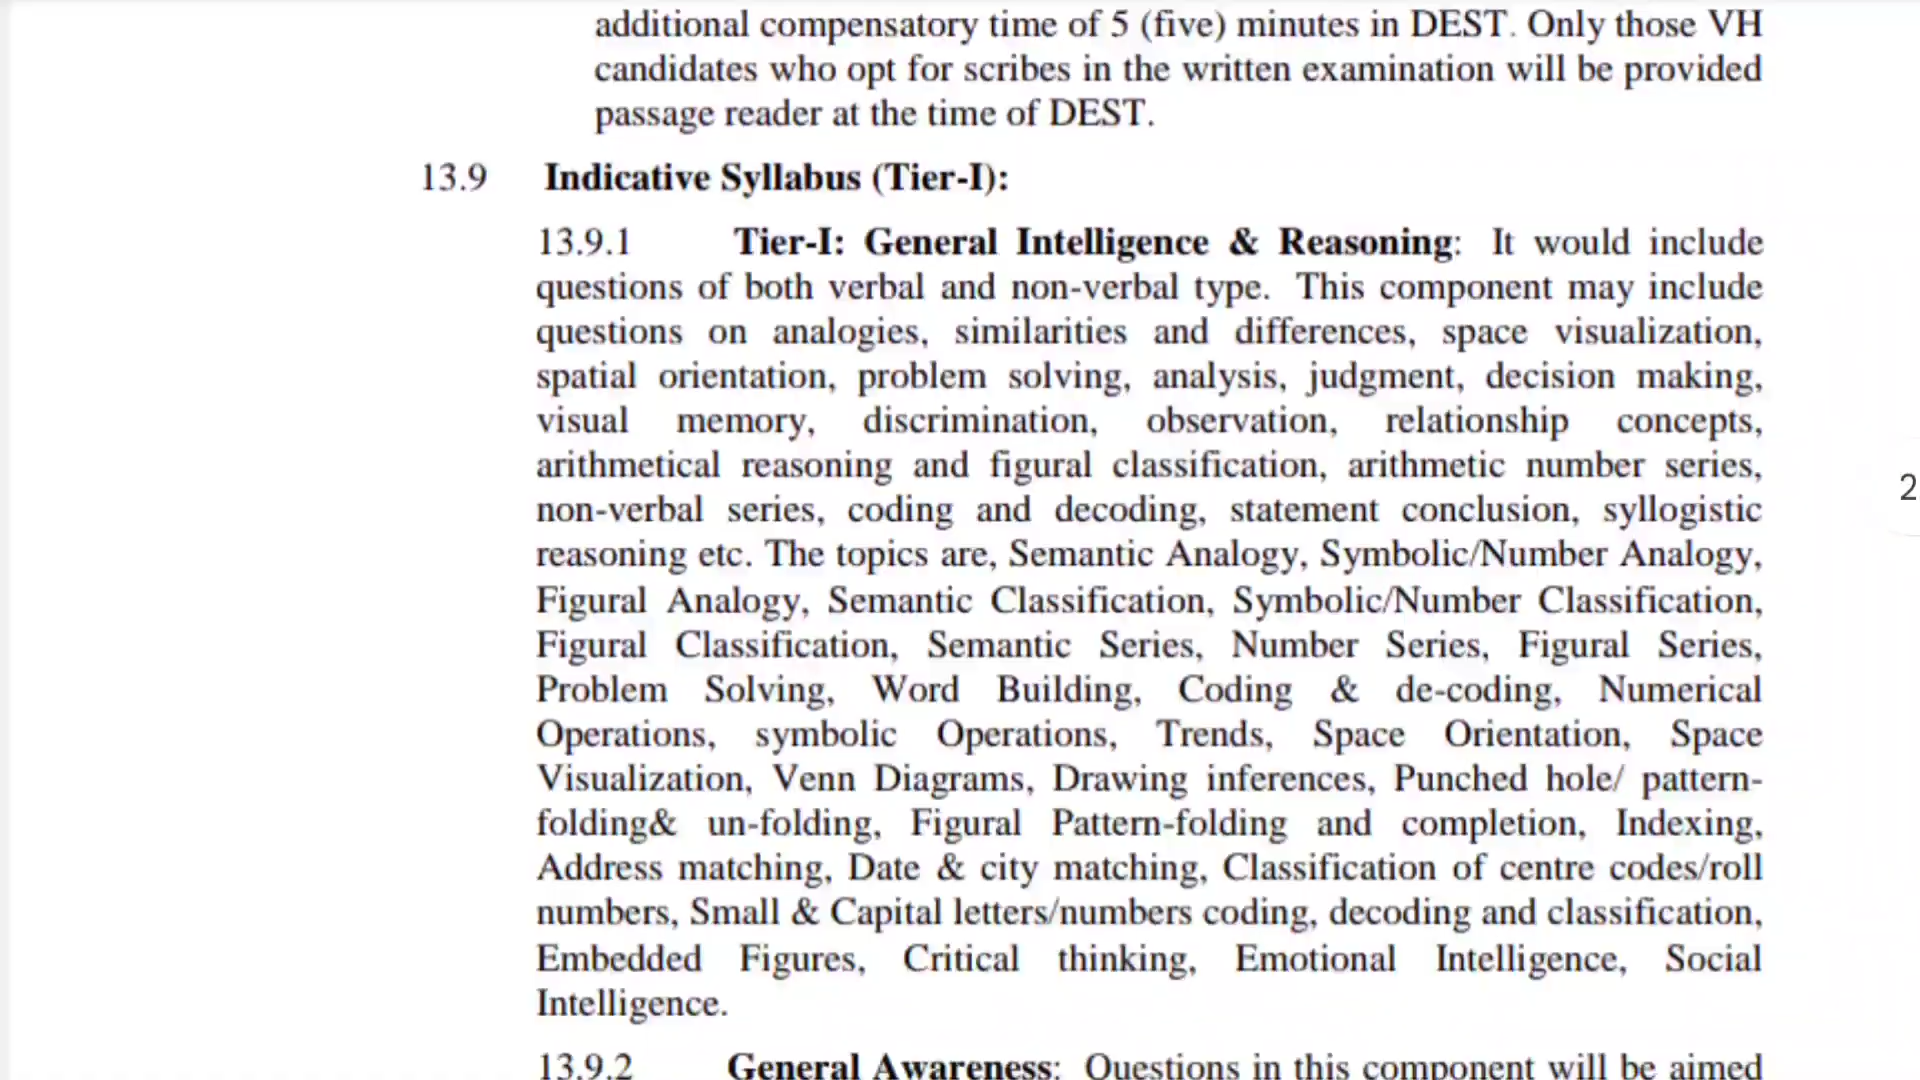 additional compensatory time of 5 (five) minutes in DEST. Only those VH
candidates who opt for scribes in the written examination will be provided
passage reader at the time of DEST.
13.9 Indicative Syllabus (Tier-I):
13.9.1 Tier-I: General Intelligence & Reasoning: It would include
questions of both verbal and non-verbal type. This component may include
questions on analogies, similarities and differences, space visualization,
spatial orientation, problem solving, analysis, judgment, decision making,
visual memory, discrimination, observation, relationship concepts,
arithmetical reasoning and figural classification, arithmetic number series,
non-verbal series, coding and decoding, statement conclusion, syllogistic
reasoning etc. The topics are, Semantic Analogy, Symbolic/Number Analogy,
Figural Analogy, Semantic Classification, Symbolic/Number Classification,
Figural Classification, Semantic Series, Number Series, Figural Series,
Problem Solving, Word Building, Coding & de-coding, Numerical
Operations, symbolic Operations, Trends, Space Orientation, Space
Visualization, Venn Diagrams, Drawing inferences, Punched hole/ pattern-
folding& un-folding, Figural Pattern-folding and completion, Indexing,
Address matching, Date & city matching, Classification of centre codes/roll
numbers, Small & Capital letters/numbers coding, decoding and classification,
Embedded Figures, Critical thinking, Emotional Intelligence, Social
Intelligence.
13.9.2 General Awareness: Questions in this component will be aimed
2